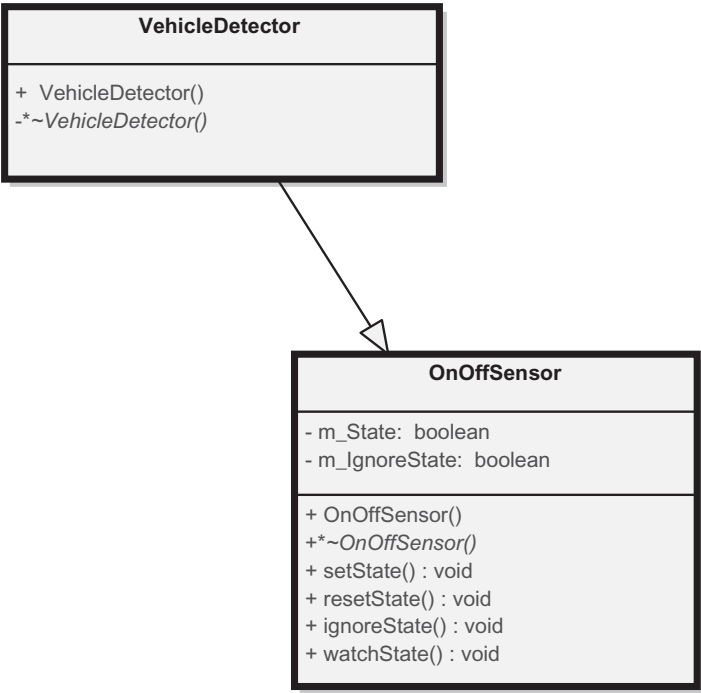 VehicleDetector
+ VehicleDetector()
-*~VehicleDetector()
OnOffSensor
- m_State: boolean
- m_IgnoreState: boolean
+ OnOffSensor()
+*~OnOffSensor()
+ setState() : void
+ resetState() : void
+ ignoreState() : void
+ watchState() : void